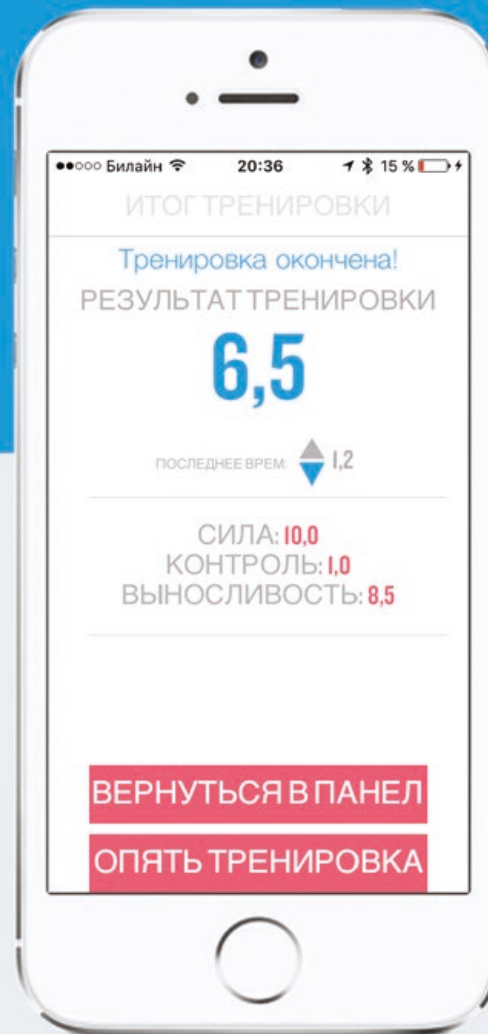 ●●○○○ Билайн 20:36 15 %
ИТОГ ТРЕНИРОВКИ
Тренировка окончена!
РЕЗУЛЬТАТ ТРЕНИРОВКИ
6,5
ПОСЛЕДНЕЕ ВРЕМ 1,2
СИЛА: 10,0
КОНТРОЛЬ: 1,0
ВЫНОСЛИВОСТЬ: 8,5
ВЕРНУТЬСЯ В ПАНЕЛ
ОПЯТЬ ТРЕНИРОВКА